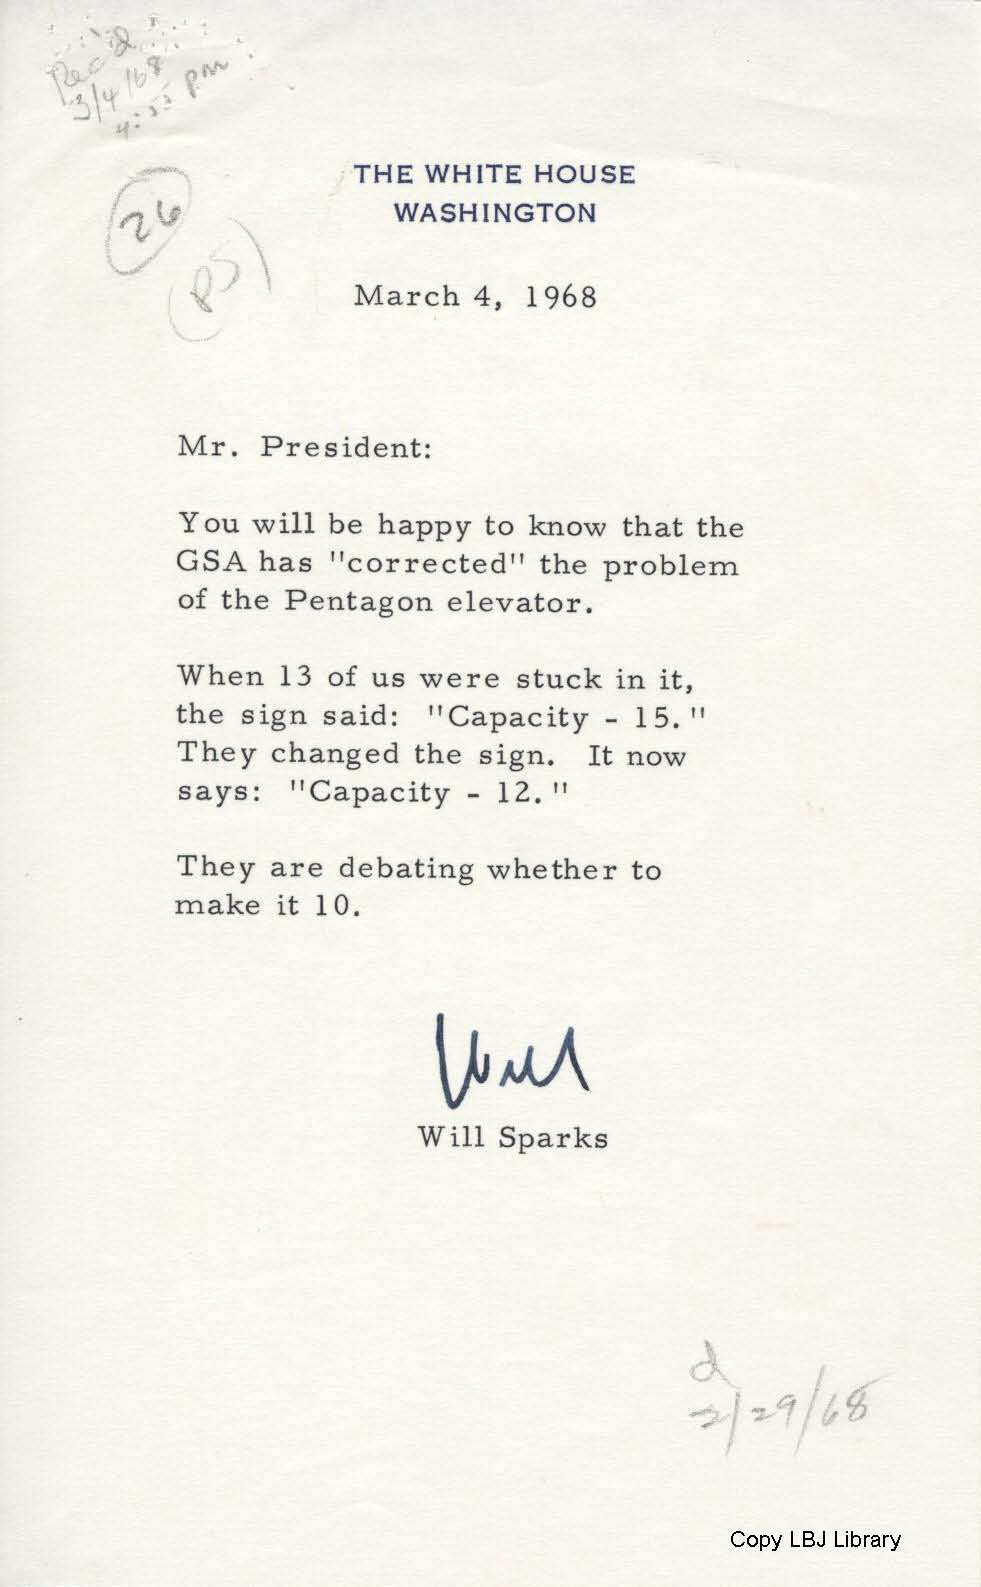 Rec'd
3/4/68
4:55 pm
26
(PS)
THE WHITE HOUSE
WASHINGTON
March 4, 1968
Mr. President:
You will be happy to know that the
GSA has "corrected" the problem
of the Pentagon elevator.
When 13 of us were stuck in it,
the sign said: "Capacity - 15."
They changed the sign. It now
says: "Capacity - 12."
They are debating whether to
make it 10.
Will
Will Sparks
d
2/29/68
Copy LBJ Library